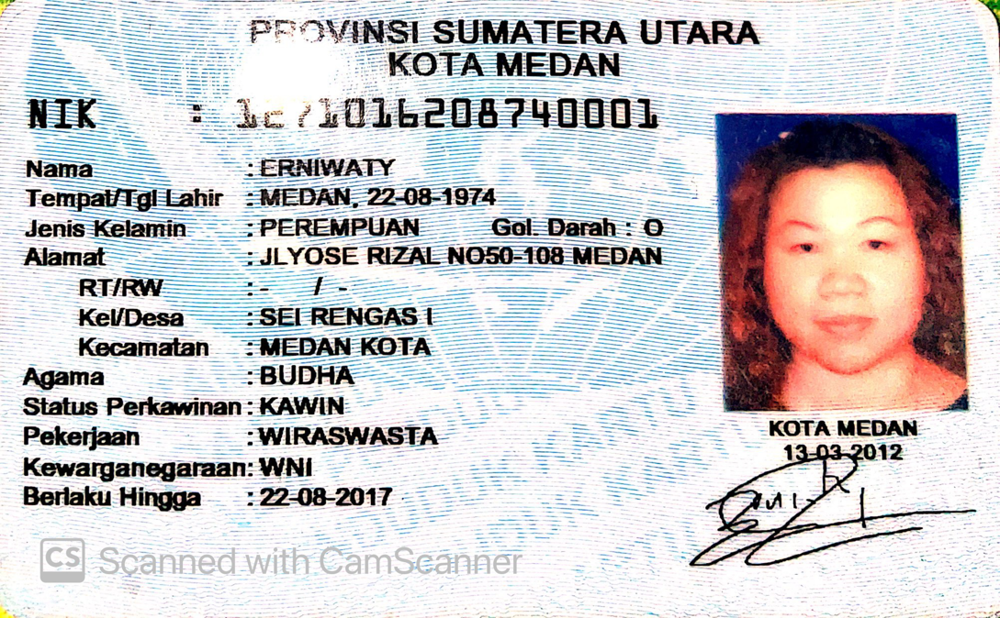 PROVINSI SUMATERA UTARA
KOTA MEDAN
NIK : 1271016208740001
Nama : ERNIWATY
Tempat/Tgl Lahir : MEDAN, 22-08-1974
Jenis Kelamin : PEREMPUAN Gol. Darah : O
Alamat : JLYOSE RIZAL NO50-108 MEDAN
RT/RW : - / -
Kel/Desa : SEI RENGAS I
Kecamatan : MEDAN KOTA
Agama : BUDHA
Status Perkawinan : KAWIN
Pekerjaan : WIRASWASTA
Kewarganegaraan: WNI
Berlaku Hingga : 22-08-2017
KOTA MEDAN
13-03-2012
CS Scanned with CamScanner